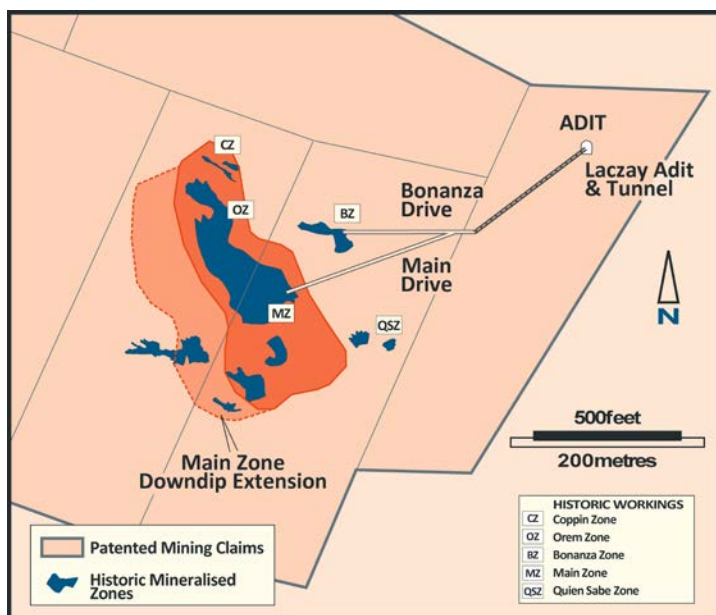 CZ
ADIT
Laczay Adit
& Tunnel
Bonanza
Drive
OZ
BZ
Main
Drive
MZ
QSZ
N
500feet
200metres
Main Zone
Downdip Extension
HISTORIC WORKINGS
CZ Coppin Zone
OZ Orem Zone
BZ Bonanza Zone
MZ Main Zone
QSZ Quien Sabe Zone
Patented Mining Claims
Historic Mineralised
Zones